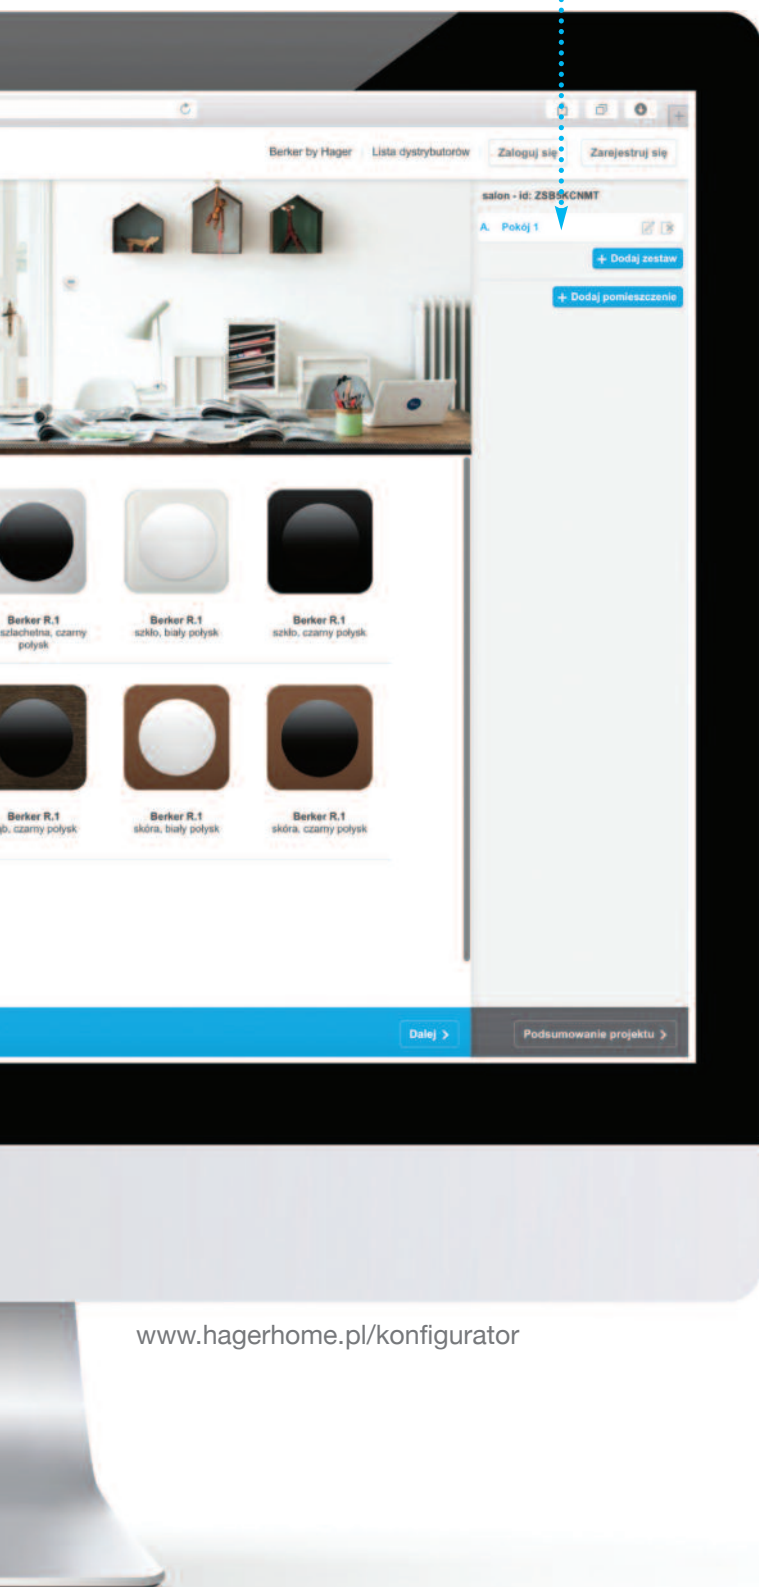 Berker by Hager
Lista dystrybutorów
Zaloguj się
Zarejestruj się
salon - id: ZSBSKCNMT
A. Pokój 1
+ Dodaj zestaw
+ Dodaj pomieszczenie
Berker R.1
szlachetna, czarny
połysk
Berker R.1
szkło, biały połysk
Berker R.1
szkło, czarny połysk
Berker R.1
czarny połysk
Berker R.1
skóra, biały połysk
Berker R.1
skóra, czarny połysk
Dalej >
Podsumowanie projektu >
www.hagerhome.pl/konfigurator